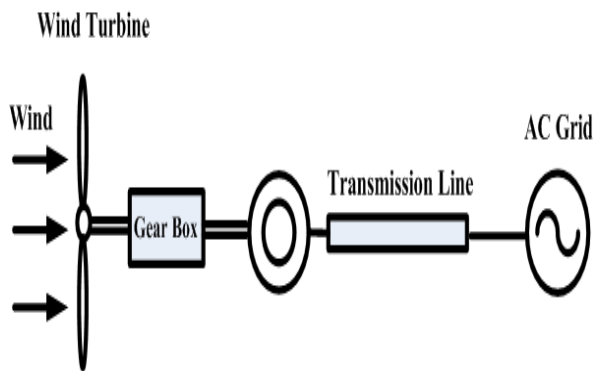 Wind Turbine
Wind
AC Grid
Transmission Line
Gear Box